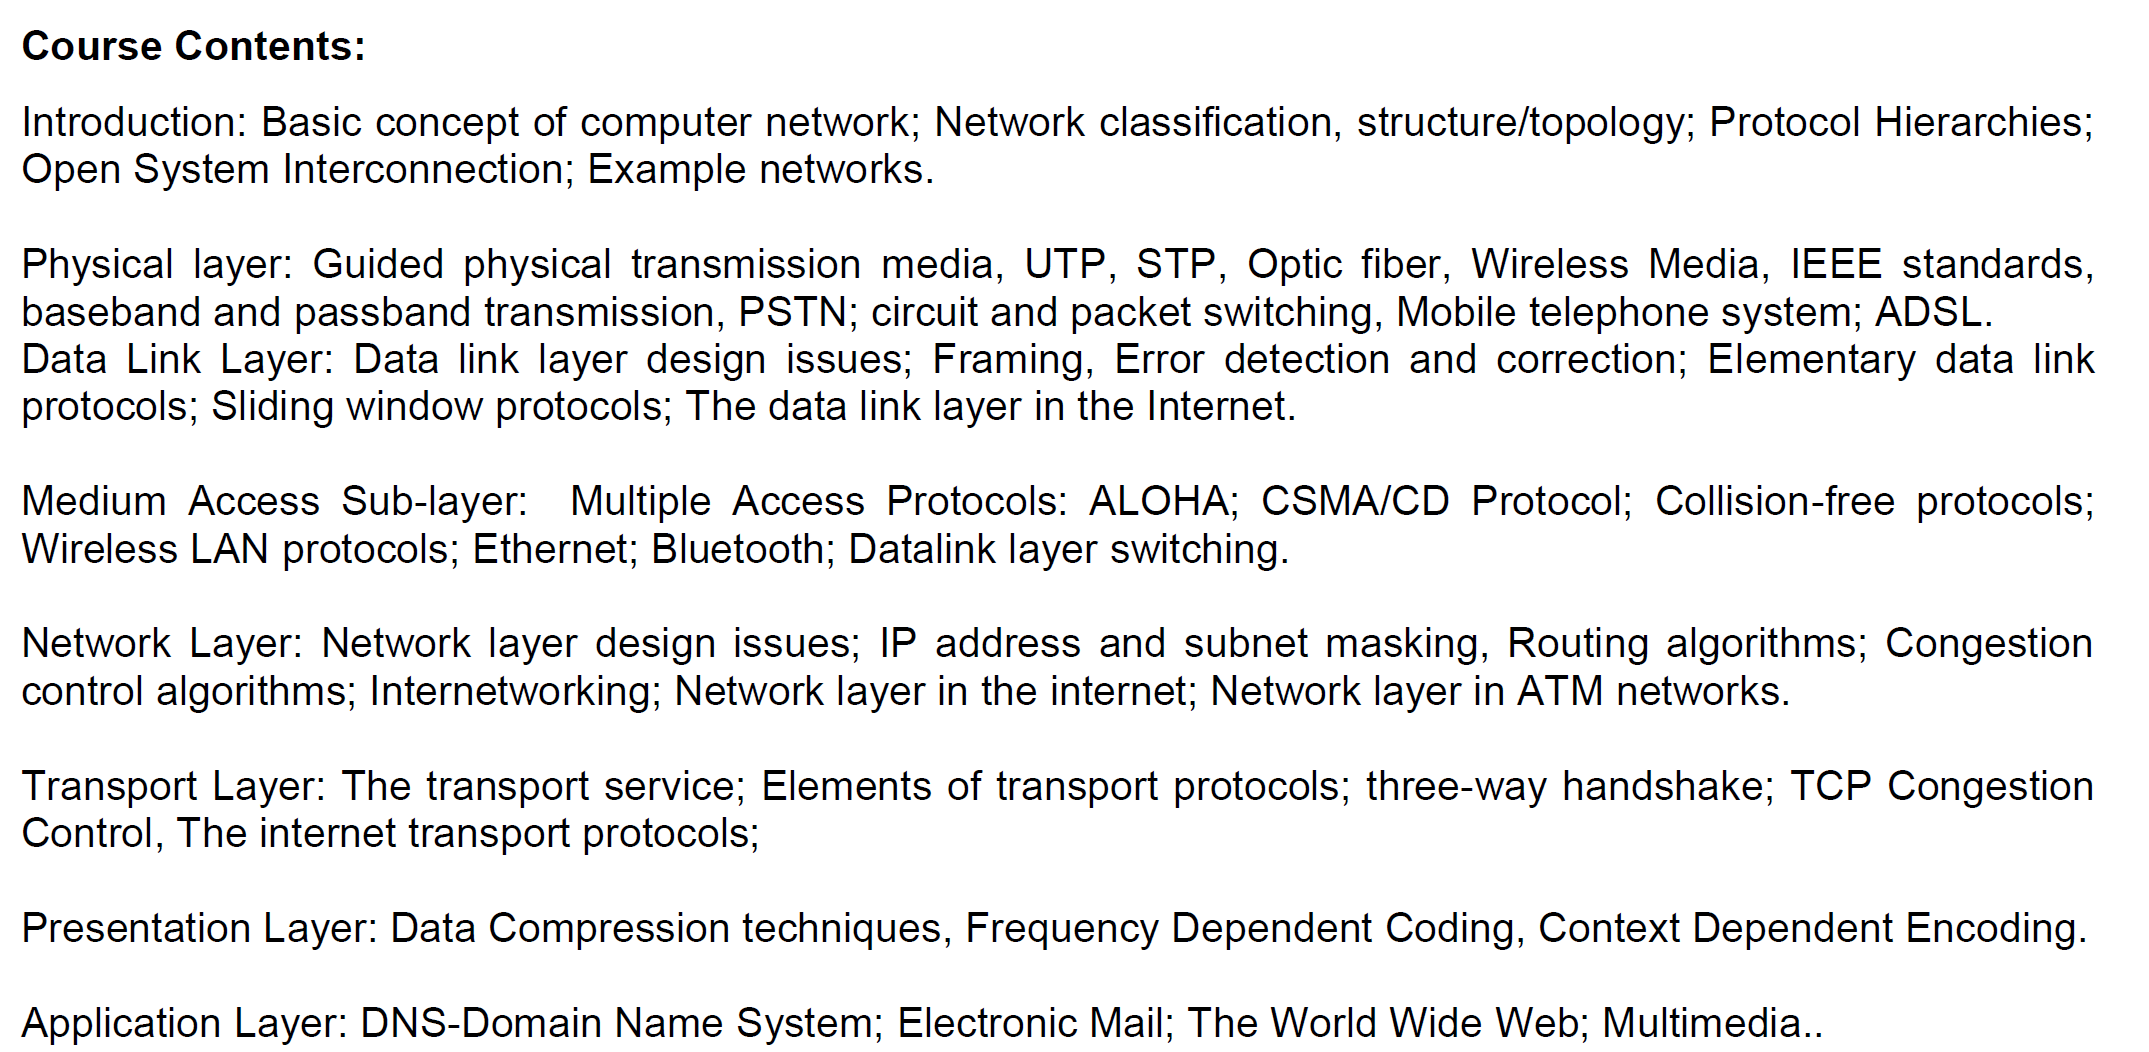 Course Contents:
Introduction: Basic concept of computer network; Network classification, structure/topology; Protocol Hierarchies;
Open System Interconnection; Example networks.
Physical layer: Guided physical transmission media, UTP, STP, Optic fiber, Wireless Media, IEEE standards,
baseband and passband transmission, PSTN; circuit and packet switching, Mobile telephone system; ADSL.
Data Link Layer: Data link layer design issues; Framing, Error detection and correction; Elementary data link
protocols; Sliding window protocols; The data link layer in the Internet.
Medium Access Sub-layer: Multiple Access Protocols: ALOHA; CSMA/CD Protocol; Collision-free protocols;
Wireless LAN protocols; Ethernet; Bluetooth; Datalink layer switching.
Network Layer: Network layer design issues; IP address and subnet masking, Routing algorithms; Congestion
control algorithms; Internetworking; Network layer in the internet; Network layer in ATM networks.
Transport Layer: The transport service; Elements of transport protocols; three-way handshake; TCP Congestion
Control, The internet transport protocols;
Presentation Layer: Data Compression techniques, Frequency Dependent Coding, Context Dependent Encoding.
Application Layer: DNS-Domain Name System; Electronic Mail; The World Wide Web; Multimedia..